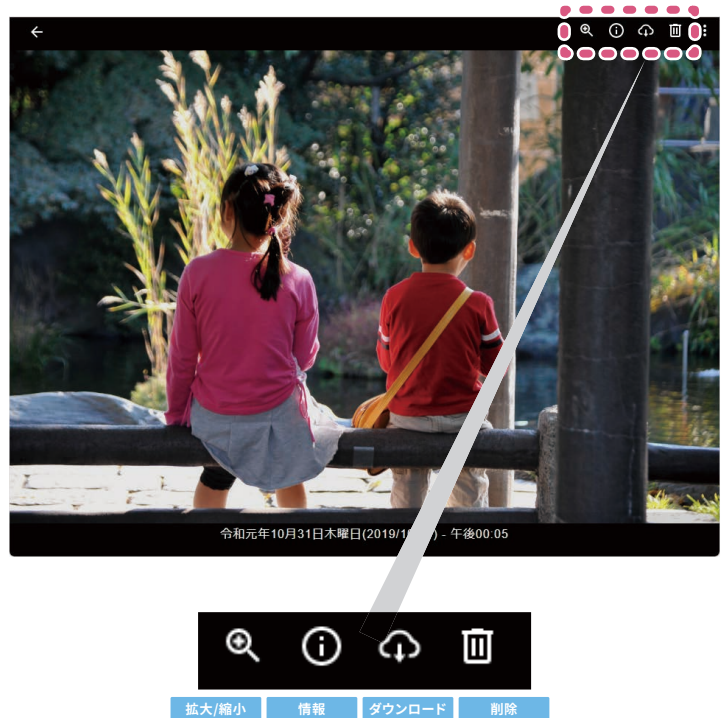 令和元年10月31日木曜日(2019/1 ) - 午後00:05
拡大/縮小
情報
ダウンロード
削除